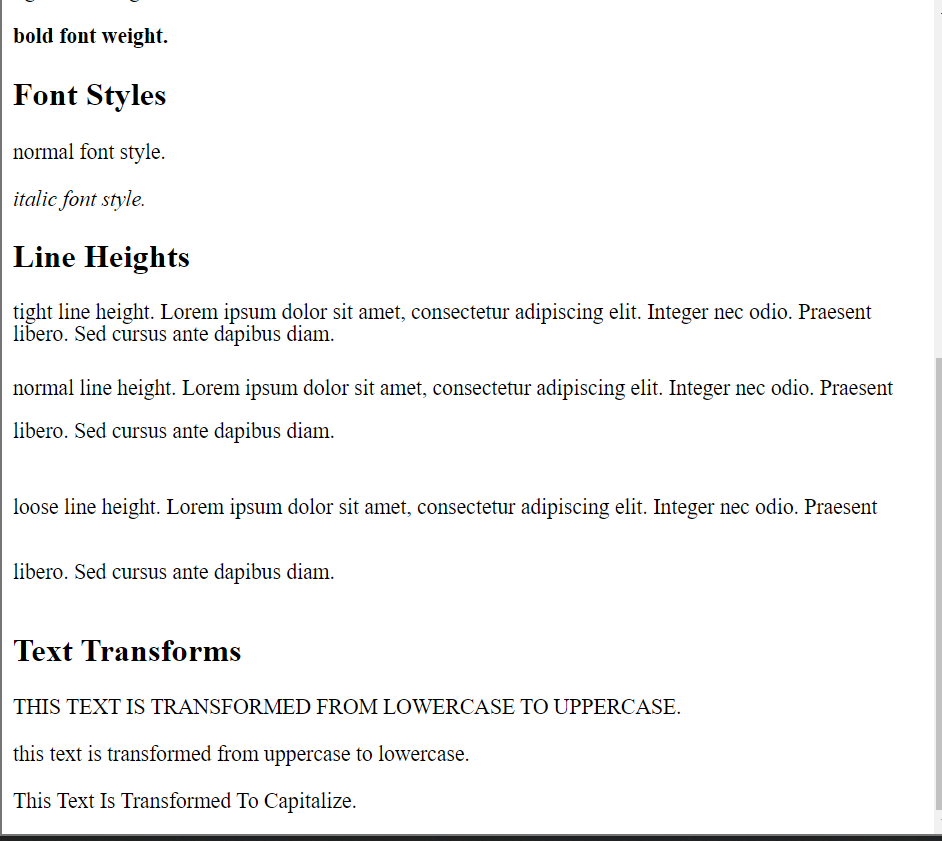 bold font weight.
Font Styles
normal font style.
italic font style.
Line Heights
tight line height. Lorem ipsum dolor sit amet, consectetur adipiscing elit. Integer nec odio. Praesent
libero. Sed cursus ante dapibus diam.
normal line height. Lorem ipsum dolor sit amet, consectetur adipiscing elit. Integer nec odio. Praesent
libero. Sed cursus ante dapibus diam.
loose line height. Lorem ipsum dolor sit amet, consectetur adipiscing elit. Integer nec odio. Praesent
libero. Sed cursus ante dapibus diam.
Text Transforms
THIS TEXT IS TRANSFORMED FROM LOWERCASE TO UPPERCASE.
this text is transformed from uppercase to lowercase.
This Text Is Transformed To Capitalize.